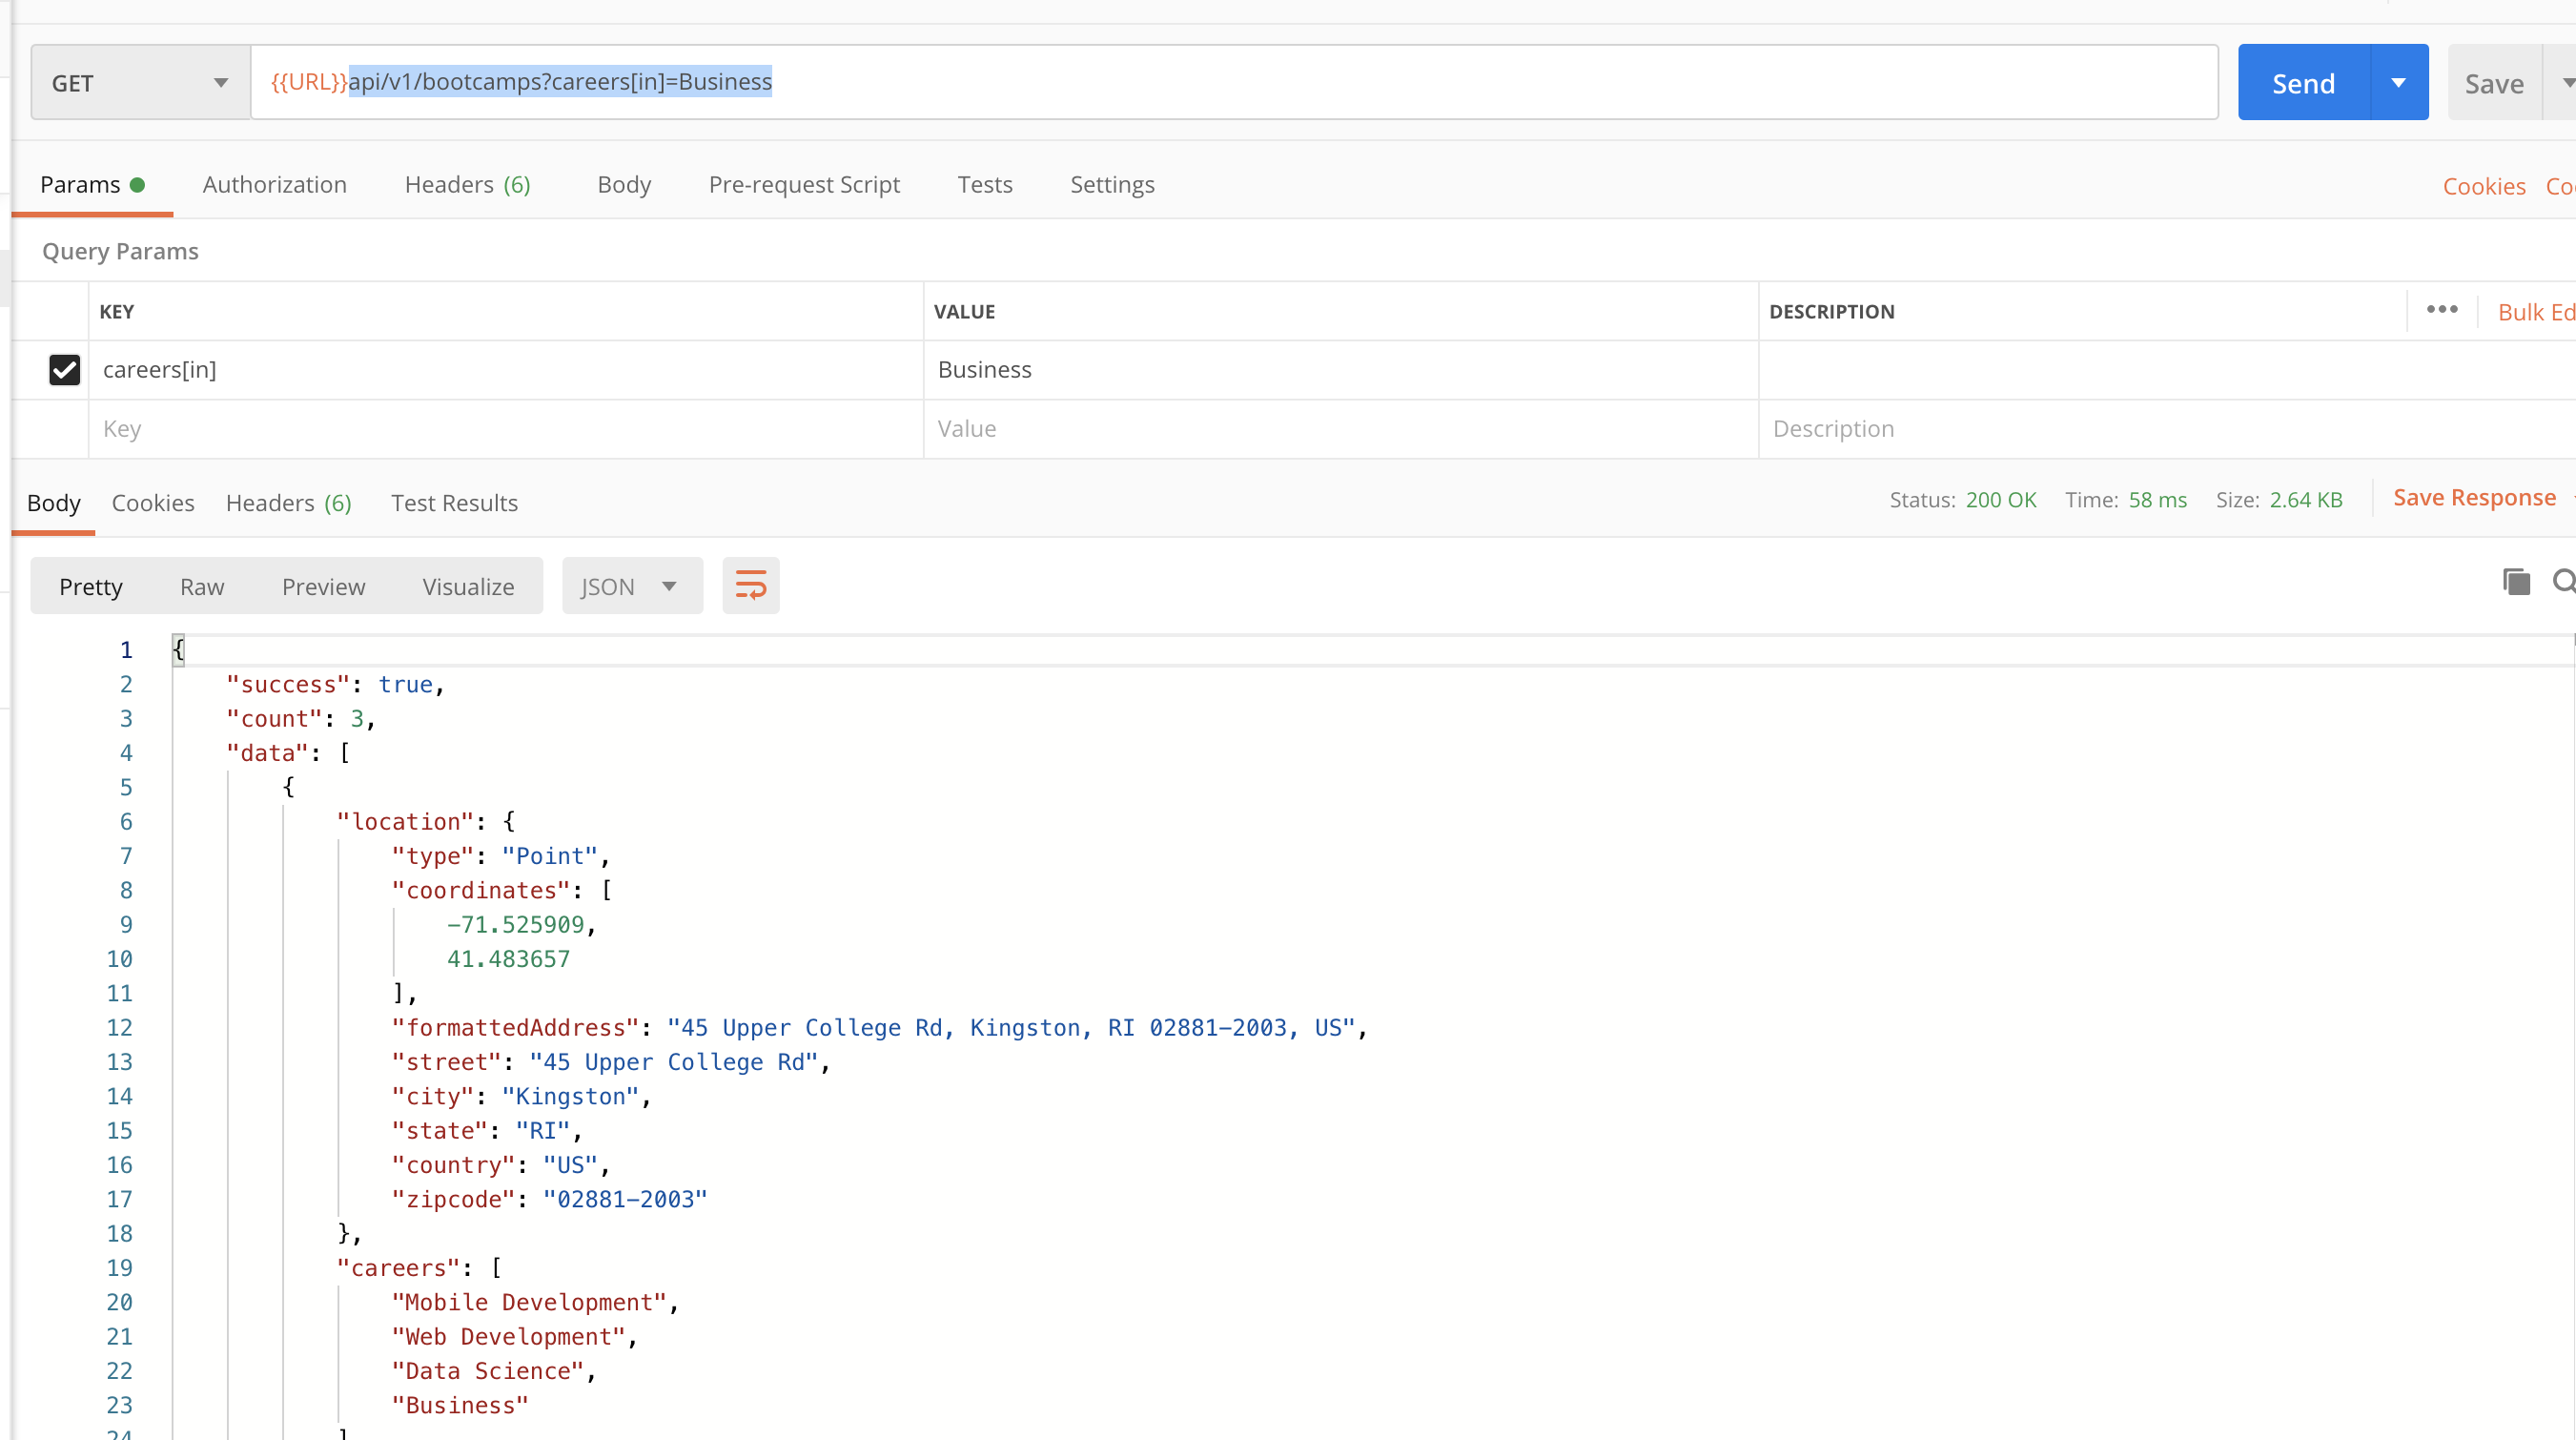 GET {{URL}}api/v1/bootcamps?careers[in]=Business Send Save
Params Authorization Headers (6) Body Pre-request Script Tests Settings Cookies
Query Params
KEY VALUE DESCRIPTION Bulk Ed
careers[in] Business
Key Value Description
Body Cookies Headers (6) Test Results Status: 200 OK Time: 58 ms Size: 2.64 KB Save Response
Pretty Raw Preview Visualize JSON
1 {
2 "success": true,
3 "count": 3,
4 "data": [
5 {
6 "location": {
7 "type": "Point",
8 "coordinates": [
9 -71.525909,
10 41.483657
11 ],
12 "formattedAddress": "45 Upper College Rd, Kingston, RI 02881-2003, US",
13 "street": "45 Upper College Rd",
14 "city": "Kingston",
15 "state": "RI",
16 "country": "US",
17 "zipcode": "02881-2003"
18 },
19 "careers": [
20 "Mobile Development",
21 "Web Development",
22 "Data Science",
23 "Business"
24 ]